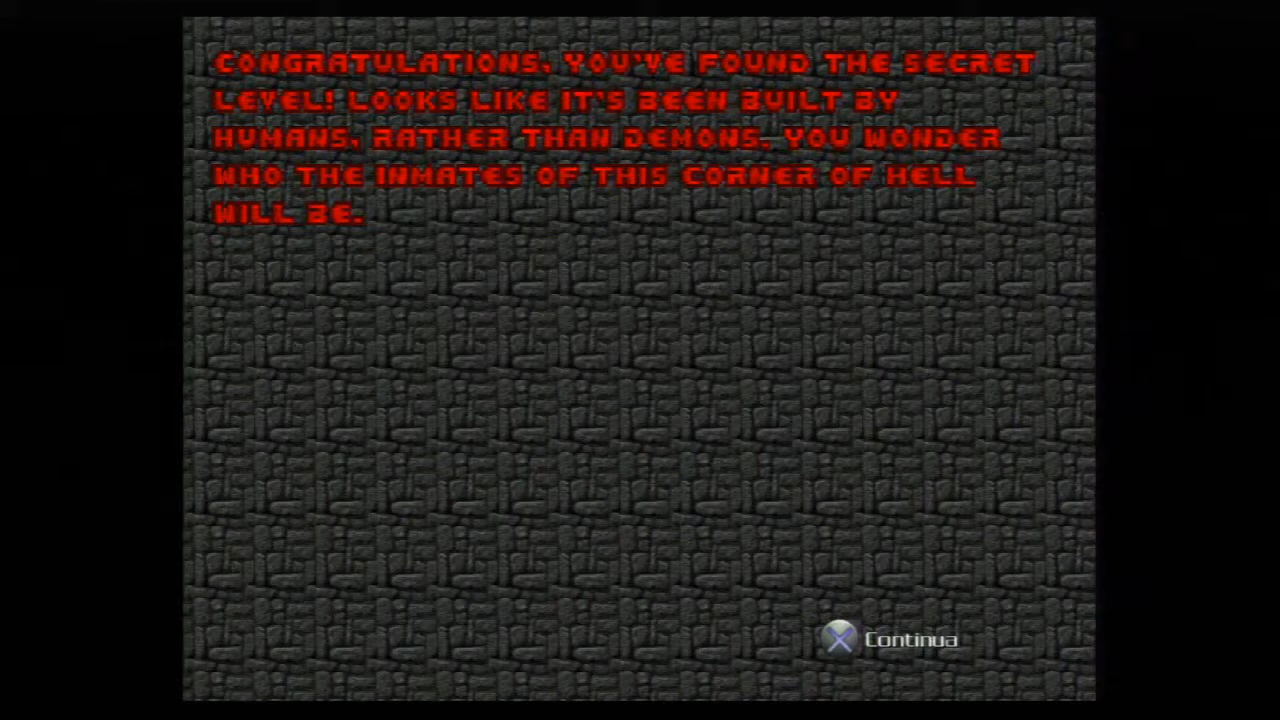 CONGRATULATIONS, YOU'VE FOUND THE SECRET
LEVEL! LOOKS LIKE IT'S BEEN BUILT BY
HUMANS, RATHER THAN DEMONS. YOU WONDER
WHO THE INMATES OF THIS CORNER OF HELL
WILL BE.
Continua